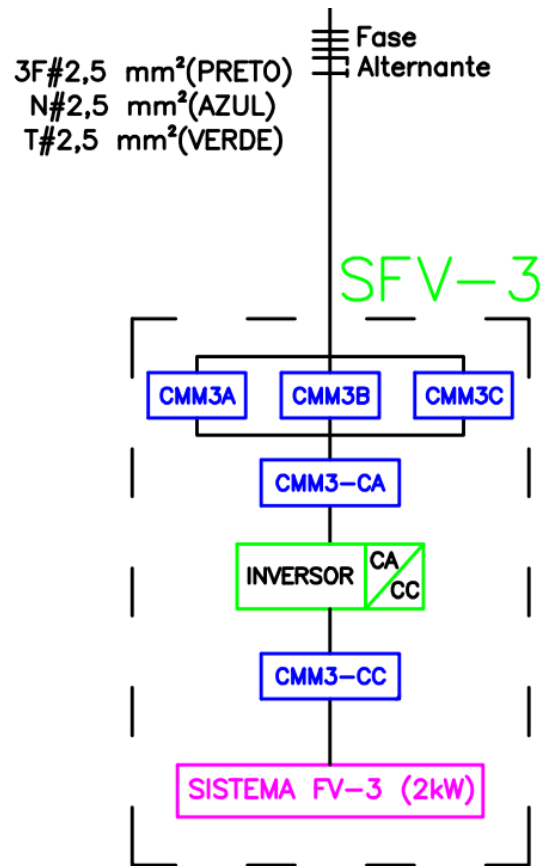 Fase
Alternante
3F#2,5 mm²(PRETO)
N#2,5 mm²(AZUL)
T#2,5 mm²(VERDE)
SFV-3
CMM3A
CMM3B
CMM3C
CMM3-CA
INVERSOR
CA
CC
CMM3-CC
SISTEMA FV-3 (2kW)